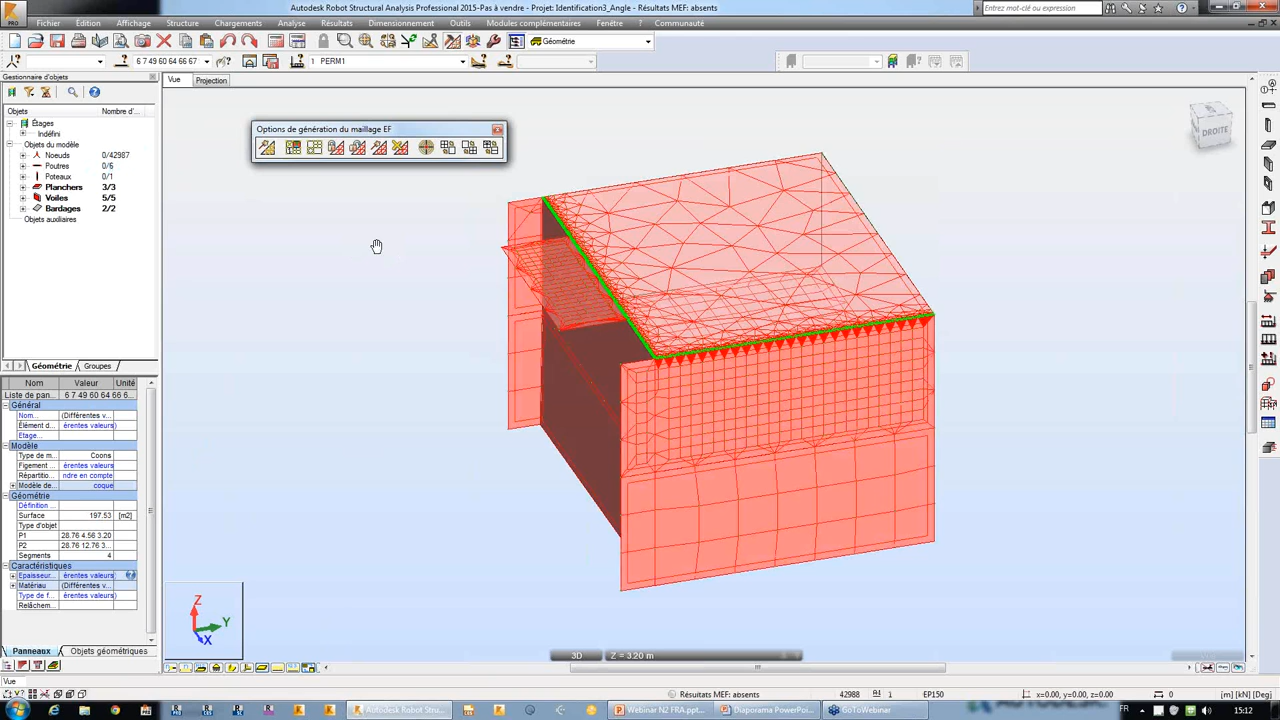 Autodesk Robot Structural Analysis Professional 2015-Pas à vendre - Projet: Identification3_Angle - Résultats MEF: absents
Entrez mot-clé ou expression
PRO
Fichier Edition Affichage Structure Chargements Analyse Résultats Dimensionnement Outils Modules complémentaires Fenêtre Communauté
Géométrie
6 7 49 60 64 66 67
1 PERM1
Gestionnaire d'objets
Vue Projection
Objets Nombre d'...
Étages
Indéfini
Objets du modèle
Noeuds 0/42987
Poutres 0/6
Poteaux 0/1
Planchers 3/3
Voiles 5/5
Bardages 2/2
Objets auxiliaires
Options de génération du maillage EF
DROITE
Géométrie Groupes
Nom Valeur Unité
Liste de pan... 6 7 49 60 64 66 6...
Général
Nom... (Différentes v...
Élément d... érentes valeurs)
Etage...
Modèle
Type de m... Coons
Figement ... érentes valeurs
Répartitio... ndre en compte
Modèle de... coque
Géométrie
Définition ...
Surface 197.53 [m2]
Type d'objet
P1 28.76 4.56 3.20
P2 28.76 12.76 3...
Segments 4
Caractéristiques
Epaisseur... érentes valeurs
Matériau (Différentes v...
Type de f... érentes valeurs)
Relâchem...
Z
Y
X
Panneaux Objets géométriques
3D Z = 3.20 m
Vue
Résultats MEF: absents 42988 1 EP150 x=0.00, y=0.00, z=0.00 0 [m] [kN] [Deg]
Autodesk Robot Stru... Webinar N2 FRA.ppt... Diaporama PowerPoi... GoToWebinar FR 15:12